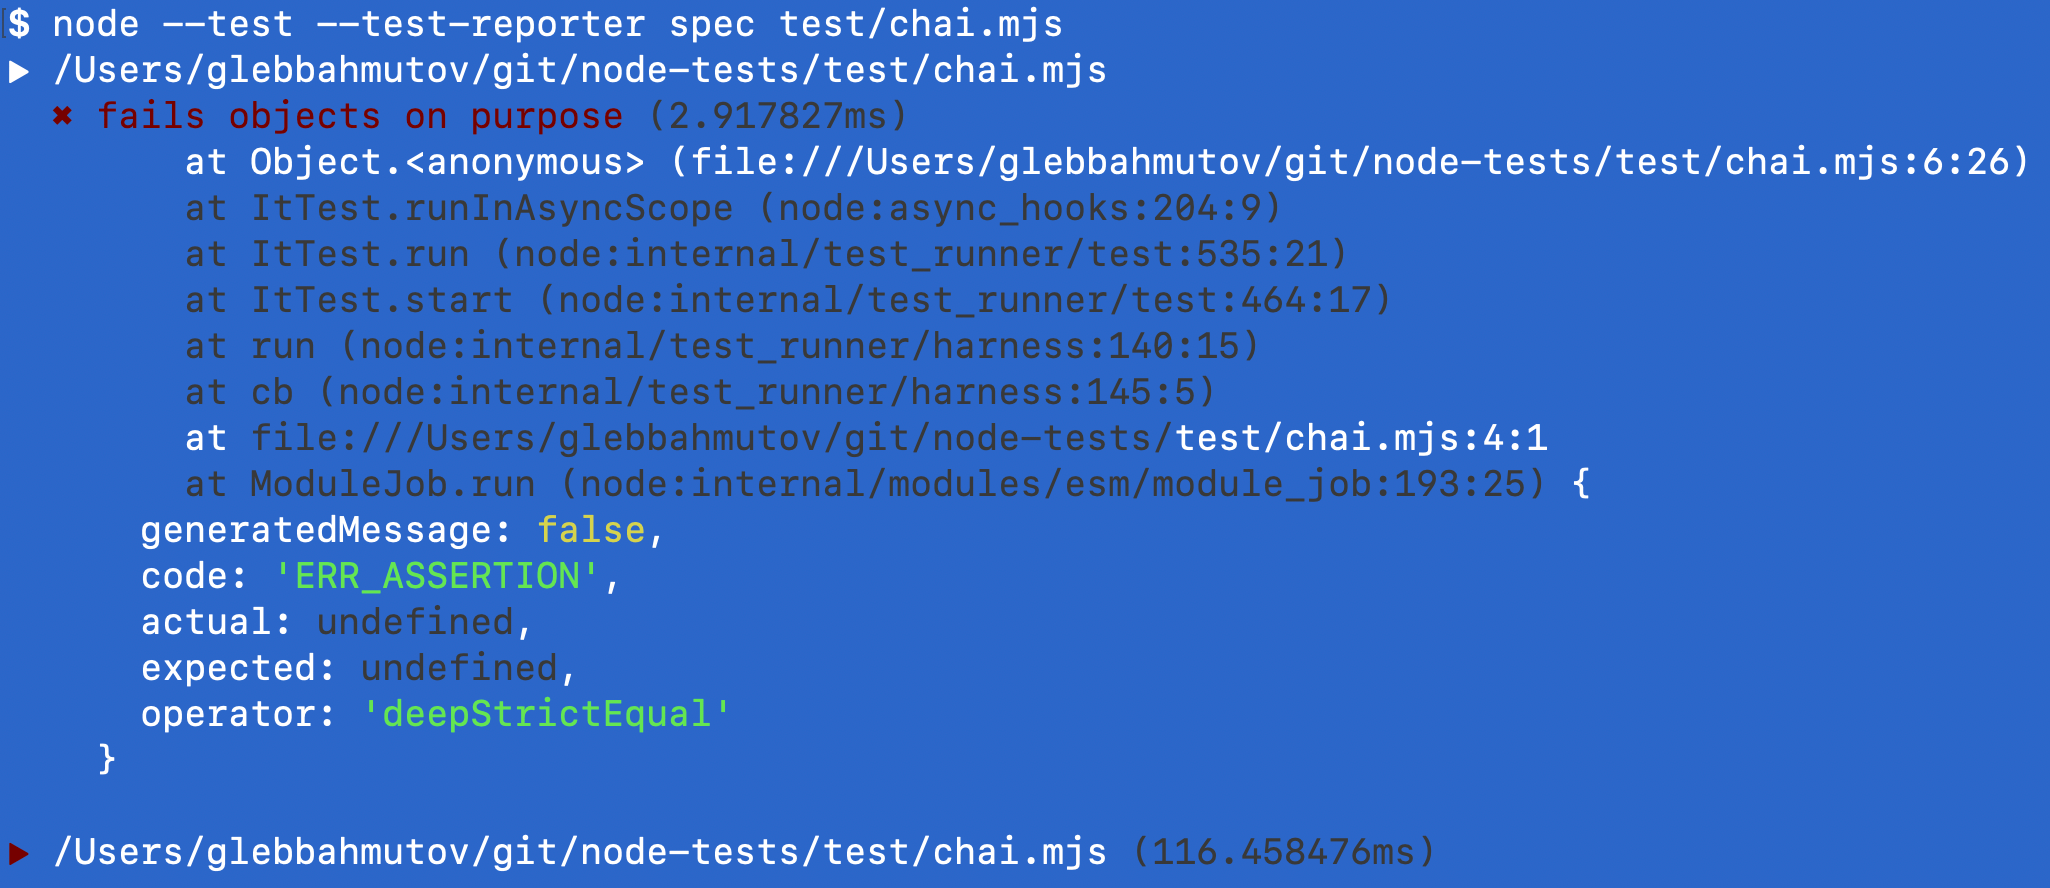 $ node --test --test-reporter spec test/chai.mjs
▶ /Users/glebbahmutov/git/node-tests/test/chai.mjs
✖ fails objects on purpose (2.917827ms)
at Object.<anonymous> (file:///Users/glebbahmutov/git/node-tests/test/chai.mjs:6:26)
at ItTest.runInAsyncScope (node:async_hooks:204:9)
at ItTest.run (node:internal/test_runner/test:535:21)
at ItTest.start (node:internal/test_runner/test:464:17)
at run (node:internal/test_runner/harness:140:15)
at cb (node:internal/test_runner/harness:145:5)
at file:///Users/glebbahmutov/git/node-tests/test/chai.mjs:4:1
at ModuleJob.run (node:internal/modules/esm/module_job:193:25) {
generatedMessage: false,
code: 'ERR_ASSERTION',
actual: undefined,
expected: undefined,
operator: 'deepStrictEqual'
}
▶ /Users/glebbahmutov/git/node-tests/test/chai.mjs (116.458476ms)